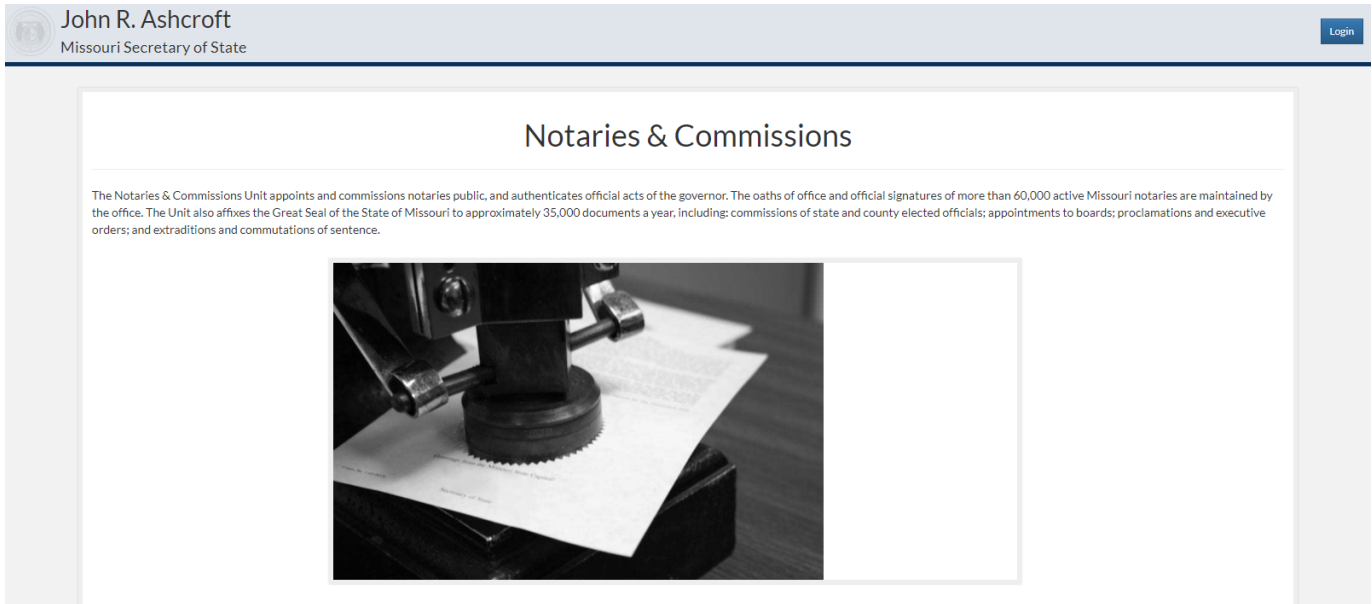 John R. Ashcroft
Missouri Secretary of State
Login
Notaries & Commissions
The Notaries & Commissions Unit appoints and commissions notaries public, and authenticates official acts of the governor. The oaths of office and official signatures of more than 60,000 active Missouri notaries are maintained by
the office. The Unit also affixes the Great Seal of the State of Missouri to approximately 35,000 documents a year, including: commissions of state and county elected officials; appointments to boards; proclamations and executive
orders; and extraditions and commutations of sentence.
Secretary of State